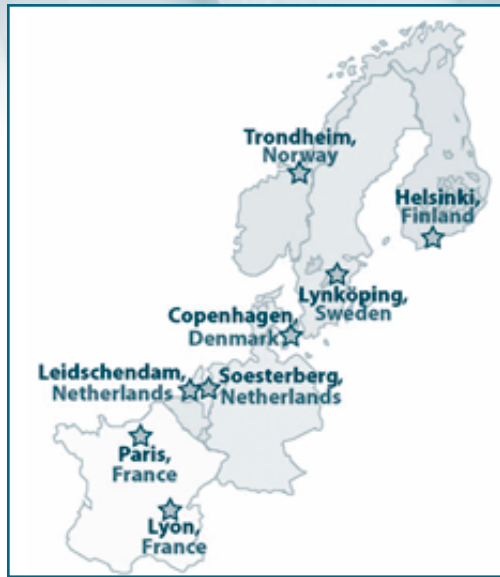 Trondheim,
Norway
Helsinki,
Finland
Lynköping,
Sweden
Copenhagen,
Denmark
Leidschendam,
Netherlands
Soesterberg,
Netherlands
Paris,
France
Lyon,
France